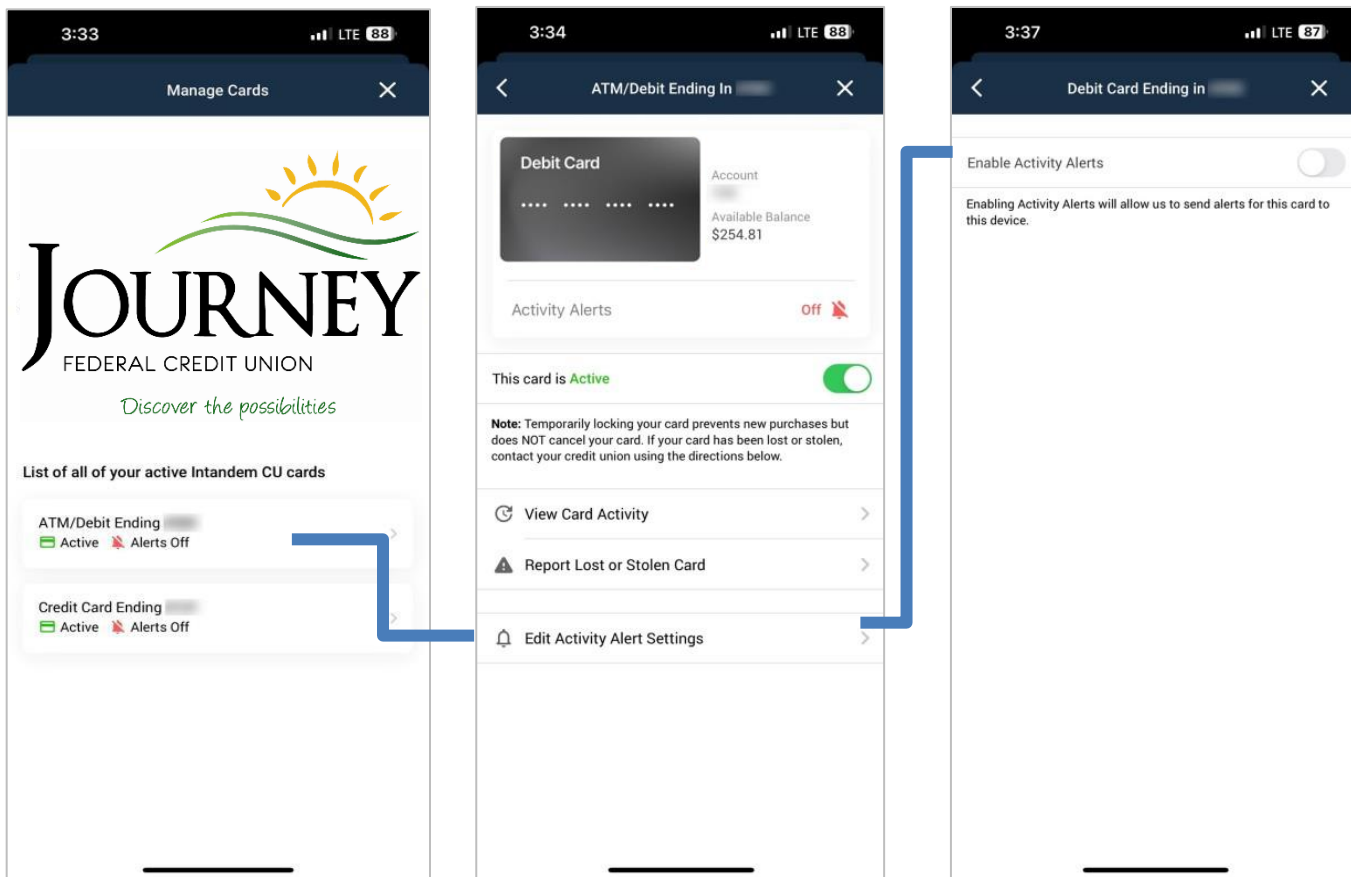 3:33
LTE 88
Manage Cards
JOURNEY
FEDERAL CREDIT UNION
Discover the possibilities
List of all of your active Intandem CU cards
ATM/Debit Ending
Active Alerts Off
Credit Card Ending
Active Alerts Off
3:34
LTE 88
ATM/Debit Ending In
Debit Card
.... .... .... ....
Account
Available Balance
$254.81
Activity Alerts Off
This card is Active
Note: Temporarily locking your card prevents new purchases but
does NOT cancel your card. If your card has been lost or stolen,
contact your credit union using the directions below.
View Card Activity
Report Lost or Stolen Card
Edit Activity Alert Settings
3:37
LTE 87
Debit Card Ending in
Enable Activity Alerts
Enabling Activity Alerts will allow us to send alerts for this card to
this device.